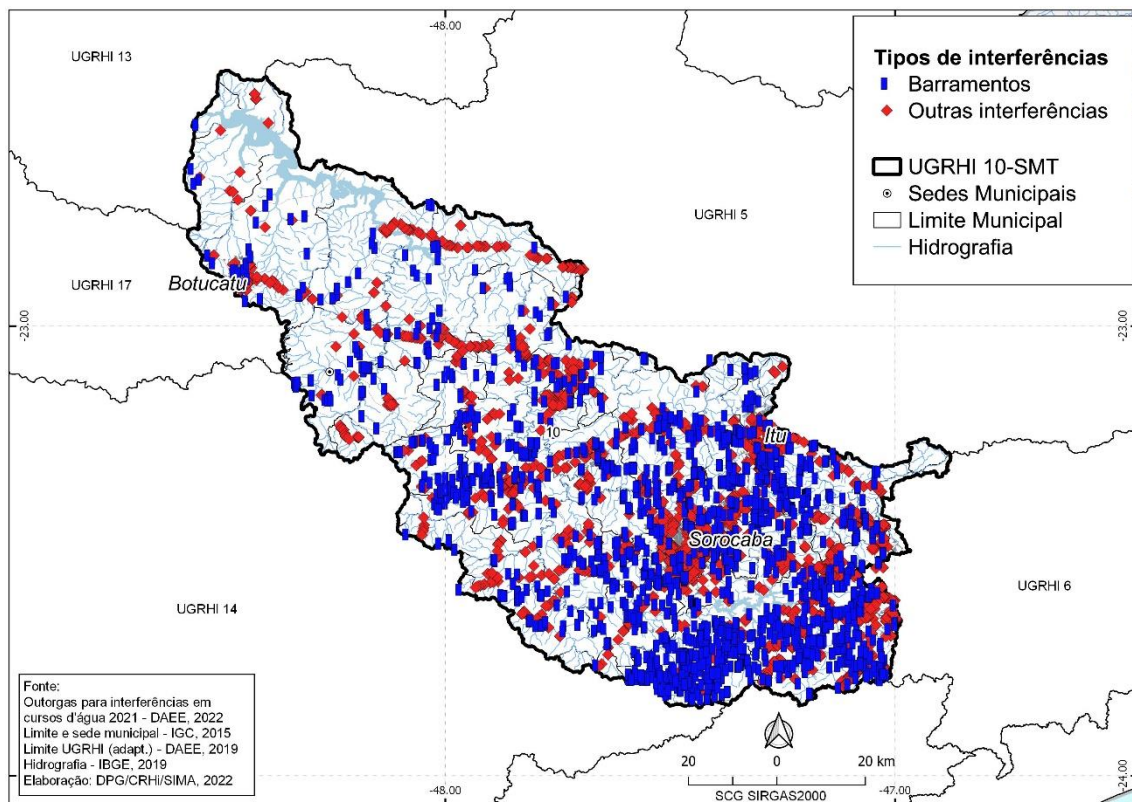 -48.00
UGRHI 13
Tipos de interferências
Barramentos
Outras interferências
UGRHI 10-SMT
Sedes Municipais
Limite Municipal
Hidrografia
UGRHI 5
UGRHI 17
Botucatu
-23.00
-23.00
10
Itu
Sorocaba
UGRHI 6
UGRHI 14
Fonte:
Outorgas para interferências em
cursos d'água 2021 - DAEE, 2022
Limite e sede municipal - IGC, 2015
Limite UGRHI (adapt.) - DAEE, 2019
Hidrografia - IBGE, 2019
Elaboração: DPG/CRHi/SIMA, 2022
20 0 20 km
SCG SIRGAS2000
-48.00
-47.00
-24.00